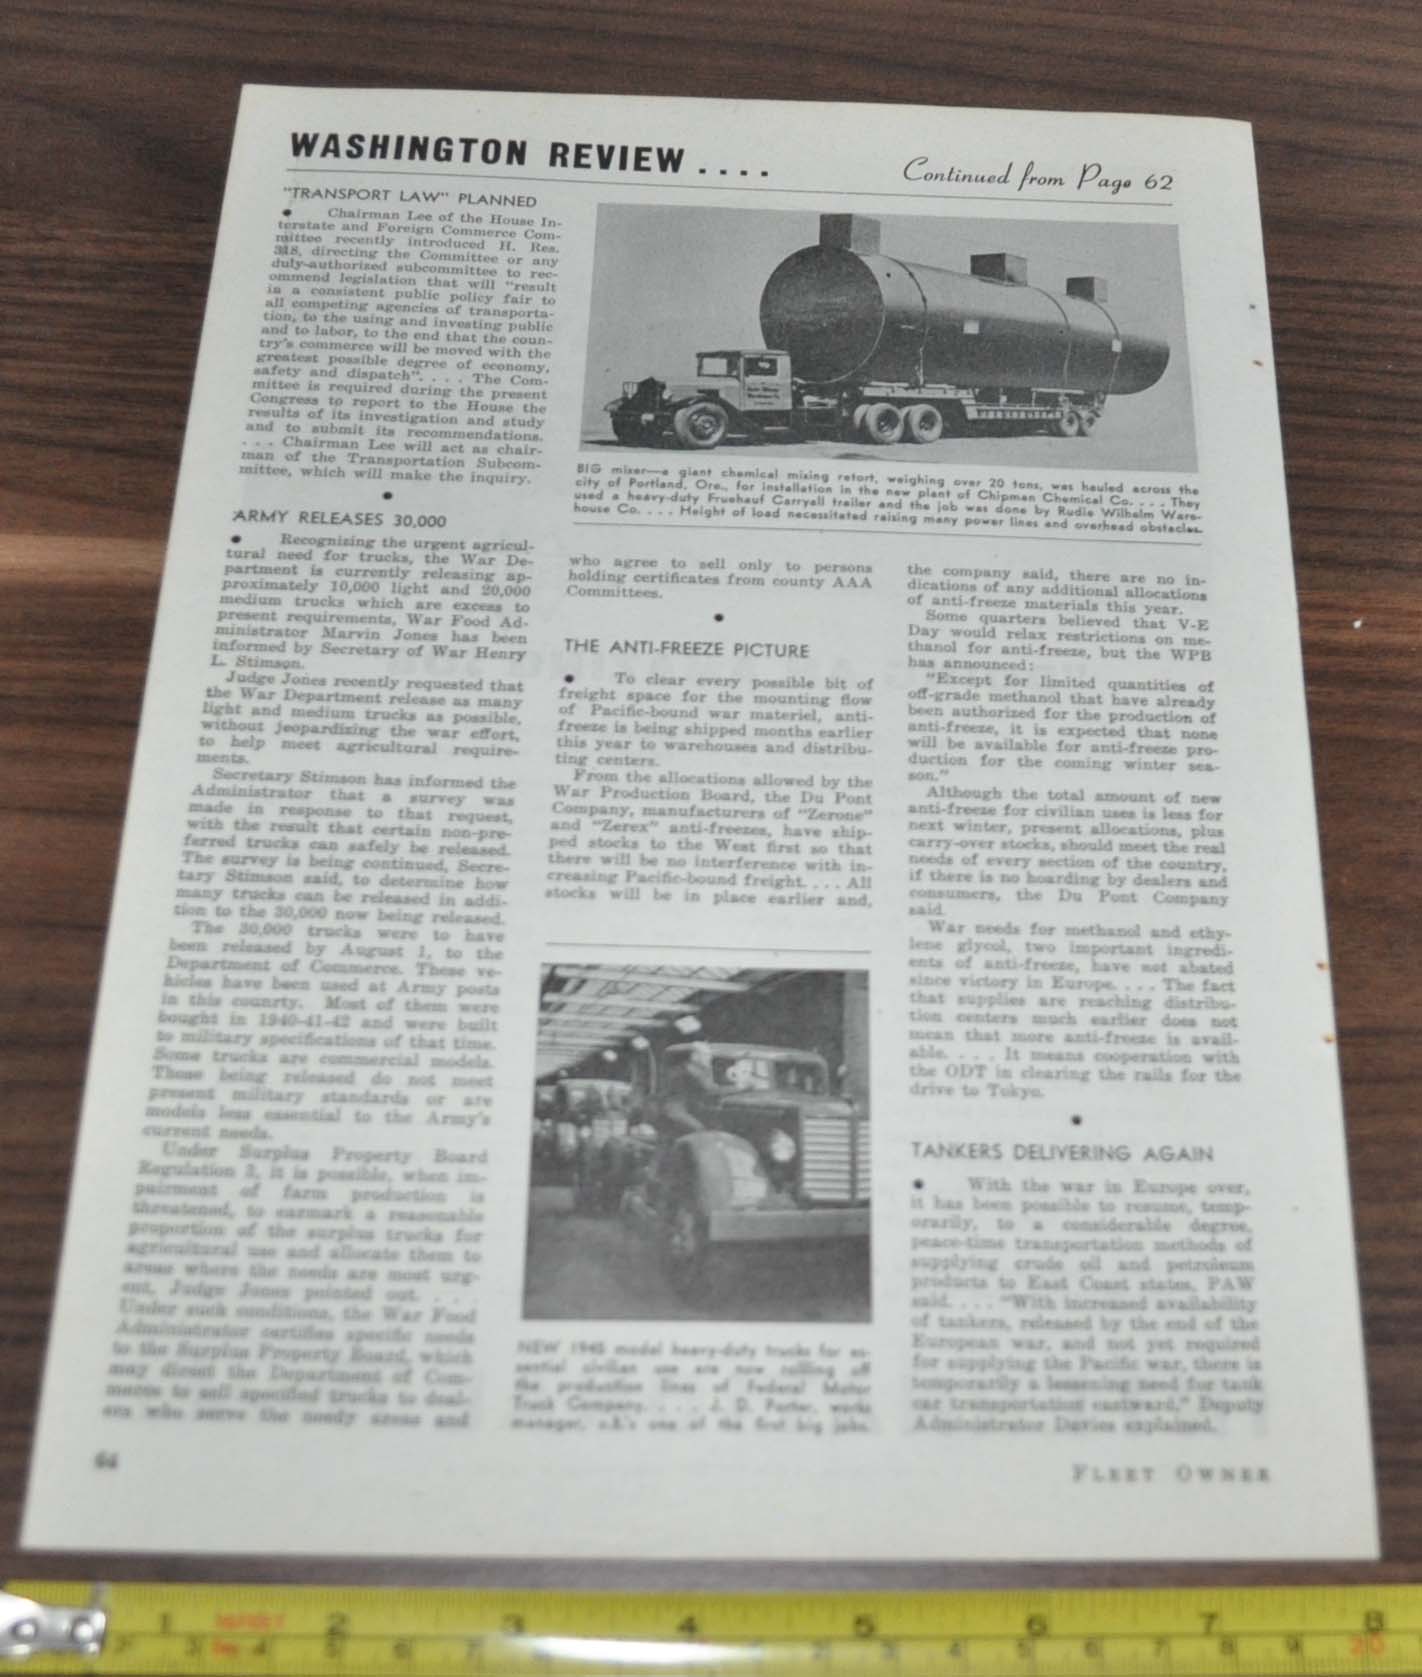 WASHINGTON REVIEW ....
Continued from Page 62
"TRANSPORT LAW" PLANNED
• Chairman Lee of the House In-
terstate and Foreign Commerce Com-
mittee recently introduced H. Res.
318, directing the Committee or any
duly-authorized subcommittee to rec-
ommend legislation that will "result
in a consistent public policy fair to
all competing agencies of transporta-
tion, to the using and investing public
and to labor, to the end that the coun-
try's commerce will be moved with the
greatest possible degree of economy,
safety and dispatch". . . . The Com-
mittee is required during the present
Congress to report to the House the
results of its investigation and study
and to submit its recommendations.
. . . Chairman Lee will act as chair-
man of the Transportation Subcom-
mittee, which will make the inquiry.
•
ARMY RELEASES 30,000
• Recognizing the urgent agricul-
tural need for trucks, the War De-
partment is currently releasing ap-
proximately 10,000 light and 20,000
medium trucks which are excess to
present requirements, War Food Ad-
ministrator Marvin Jones has been
informed by Secretary of War Henry
L. Stimson.
Judge Jones recently requested that
the War Department release as many
light and medium trucks as possible,
without jeopardizing the war effort,
to help meet agricultural require-
ments.
Secretary Stimson has informed the
Administrator that a survey was
made in response to that request,
with the result that certain non-pre-
ferred trucks can safely be released.
The survey is being continued, Secre-
tary Stimson said, to determine how
many trucks can be released in addi-
tion to the 30,000 now being released.
The 30,000 trucks were to have
been released by August 1, to the
Department of Commerce. These ve-
hicles have been used at Army posts
in this counrty. Most of them were
bought in 1940-41-42 and were built
to military specifications of that time.
Some trucks are commercial models.
Those being released do not meet
present military standards or are
models less essential to the Army's
current needs.
Under Surplus Property Board
Regulation 2, it is possible, when im-
pairment of farm production is
threatened, to earmark a reasonable
proportion of the surplus trucks for
agricultural use and allocate them to
areas where the needs are most urg-
ent, Judge Jones pointed out. . . .
Under such conditions, the War Food
Administrator certifies specific needs
to the Surplus Property Board, which
may direct the Department of Com-
merce to sell specified trucks to deal-
ers who serve the needy areas and
BIG mixer—a giant chemical mixing retort, weighing over 20 tons, was hauled across the
city of Portland, Ore., for installation in the new plant of Chipman Chemical Co. . . . They
used a heavy-duty Fruehauf Carryall trailer and the job was done by Rudie Wilhelm Ware-
house Co. . . . Height of load necessitated raising many power lines and overhead obstacles.
who agree to sell only to persons
holding certificates from county AAA
Committees.
•
THE ANTI-FREEZE PICTURE
• To clear every possible bit of
freight space for the mounting flow
of Pacific-bound war materiel, anti-
freeze is being shipped months earlier
this year to warehouses and distribu-
ting centers.
From the allocations allowed by the
War Production Board, the Du Pont
Company, manufacturers of "Zerone"
and "Zerex" anti-freezes, have ship-
ped stocks to the West first so that
there will be no interference with in-
creasing Pacific-bound freight. . . . All
stocks will be in place earlier and,
NEW 1945 model heavy-duty trucks for es-
sential civilian use are now rolling off
the production lines of Federal Motor
Truck Company. . . . J. D. Porter, works
manager, o.k.'s one of the first big jobs.
the company said, there are no in-
dications of any additional allocations
of anti-freeze materials this year.
Some quarters believed that V-E
Day would relax restrictions on me-
thanol for anti-freeze, but the WPB
has announced:
"Except for limited quantities of
off-grade methanol that have already
been authorized for the production of
anti-freeze, it is expected that none
will be available for anti-freeze pro-
duction for the coming winter sea-
son."
Although the total amount of new
anti-freeze for civilian uses is less for
next winter, present allocations, plus
carry-over stocks, should meet the real
needs of every section of the country,
if there is no hoarding by dealers and
consumers, the Du Pont Company
said.
War needs for methanol and ethy-
lene glycol, two important ingredi-
ents of anti-freeze, have not abated
since victory in Europe. . . . The fact
that supplies are reaching distribu-
tion centers much earlier does not
mean that more anti-freeze is avail-
able. . . . It means cooperation with
the ODT in clearing the rails for the
drive to Tokyo.
•
TANKERS DELIVERING AGAIN
• With the war in Europe over,
it has been possible to resume, temp-
orarily, to a considerable degree,
peace-time transportation methods of
supplying crude oil and petroleum
products to East Coast states, PAW
said. . . . "With increased availability
of tankers, released by the end of the
European war, and not yet required
for supplying the Pacific war, there is
temporarily a lessening need for tank
car transportation eastward," Deputy
Administrator Davies explained.
64
FLEET OWNER
1 2 3 4 5 6 7 8